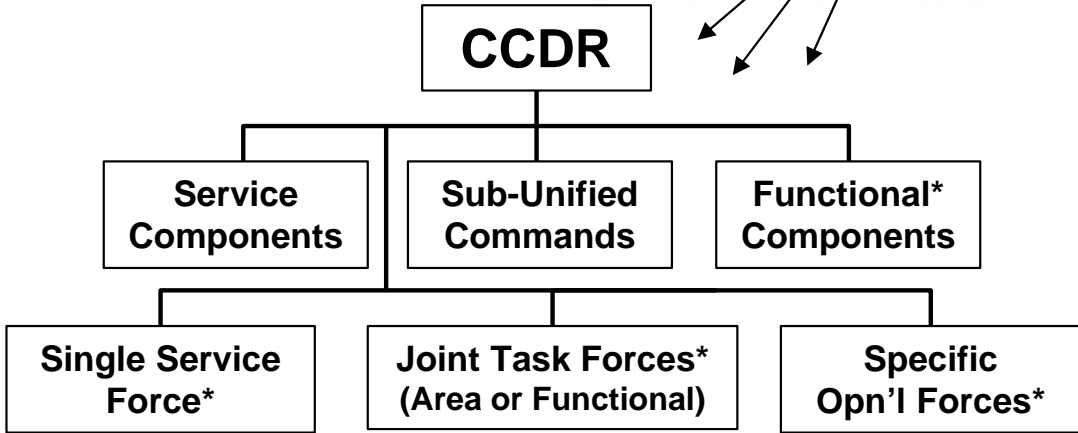 CCDR
Service
Components
Sub-Unified
Commands
Functional*
Components
Single Service
Force*
Joint Task Forces*
(Area or Functional)
Specific
Opn’l Forces*